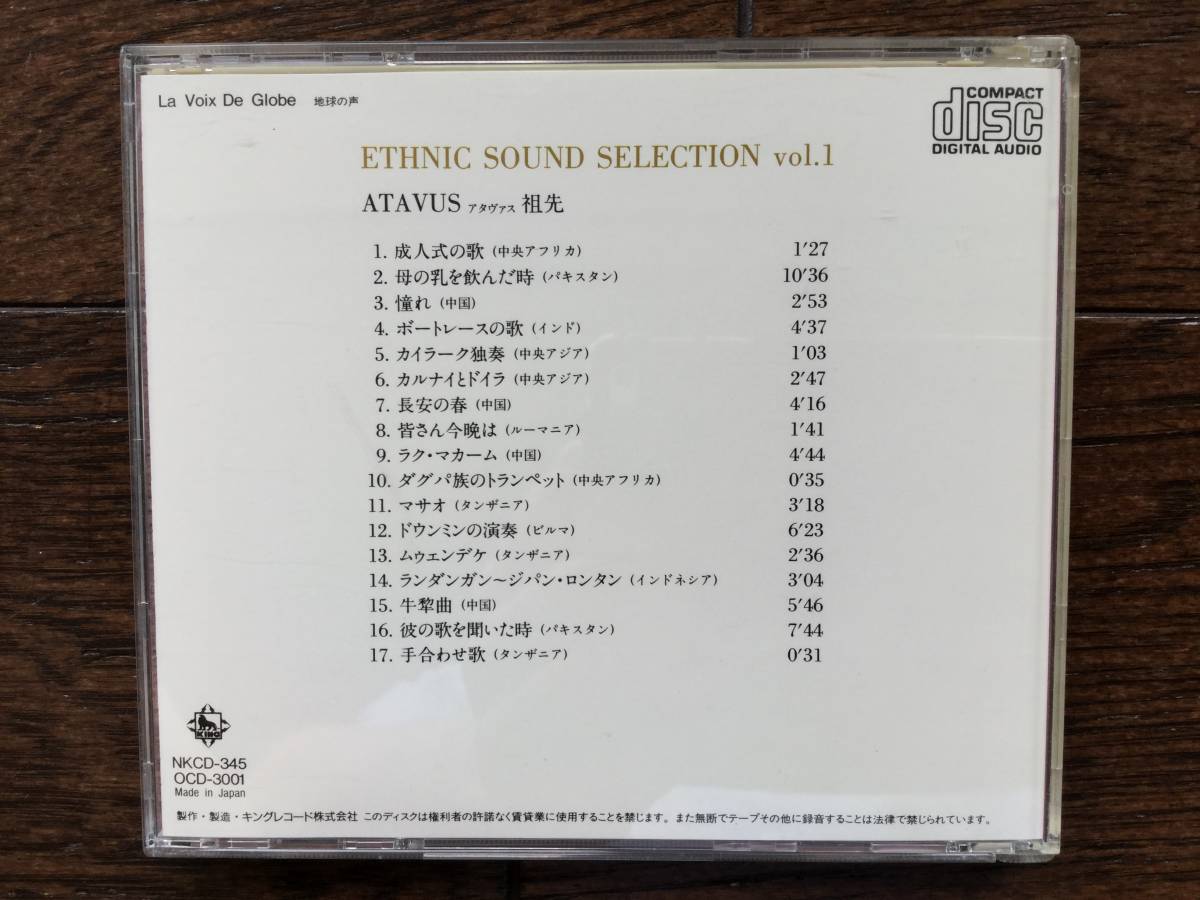 La Voix De Globe 地球の声
COMPACT
disc
DIGITAL AUDIO
ETHNIC SOUND SELECTION vol.1
ATAVUS アタヴァス 祖先
1. 成人式の歌 (中央アフリカ) 1'27
2. 母の乳を飲んだ時 (パキスタン) 10'36
3. 憧れ (中国) 2'53
4. ボートレースの歌 (インド) 4'37
5. カイラーク独奏 (中央アジア) 1'03
6. カルナイとドイラ (中央アジア) 2'47
7. 長安の春 (中国) 4'16
8. 皆さん今晩は (ルーマニア) 1'41
9. ラク・マカーム (中国) 4'44
10. ダグパ族のトランペット (中央アフリカ) 0'35
11. マサオ (タンザニア) 3'18
12. ドウンミンの演奏 (ビルマ) 6'23
13. ムゥェンデケ (タンザニア) 2'36
14. ランダンガン〜ジパン・ロンタン (インドネシア) 3'04
15. 牛犂曲 (中国) 5'46
16. 彼の歌を聞いた時 (パキスタン) 7'44
17. 手合わせ歌 (タンザニア) 0'31
KING
NKCD-345
OCD-3001
Made in Japan
製作・製造・キングレコード株式会社 このディスクは権利者の許諾なく賃貸業に使用することを禁じます。また無断でテープその他に録音することは法律で禁じられています。